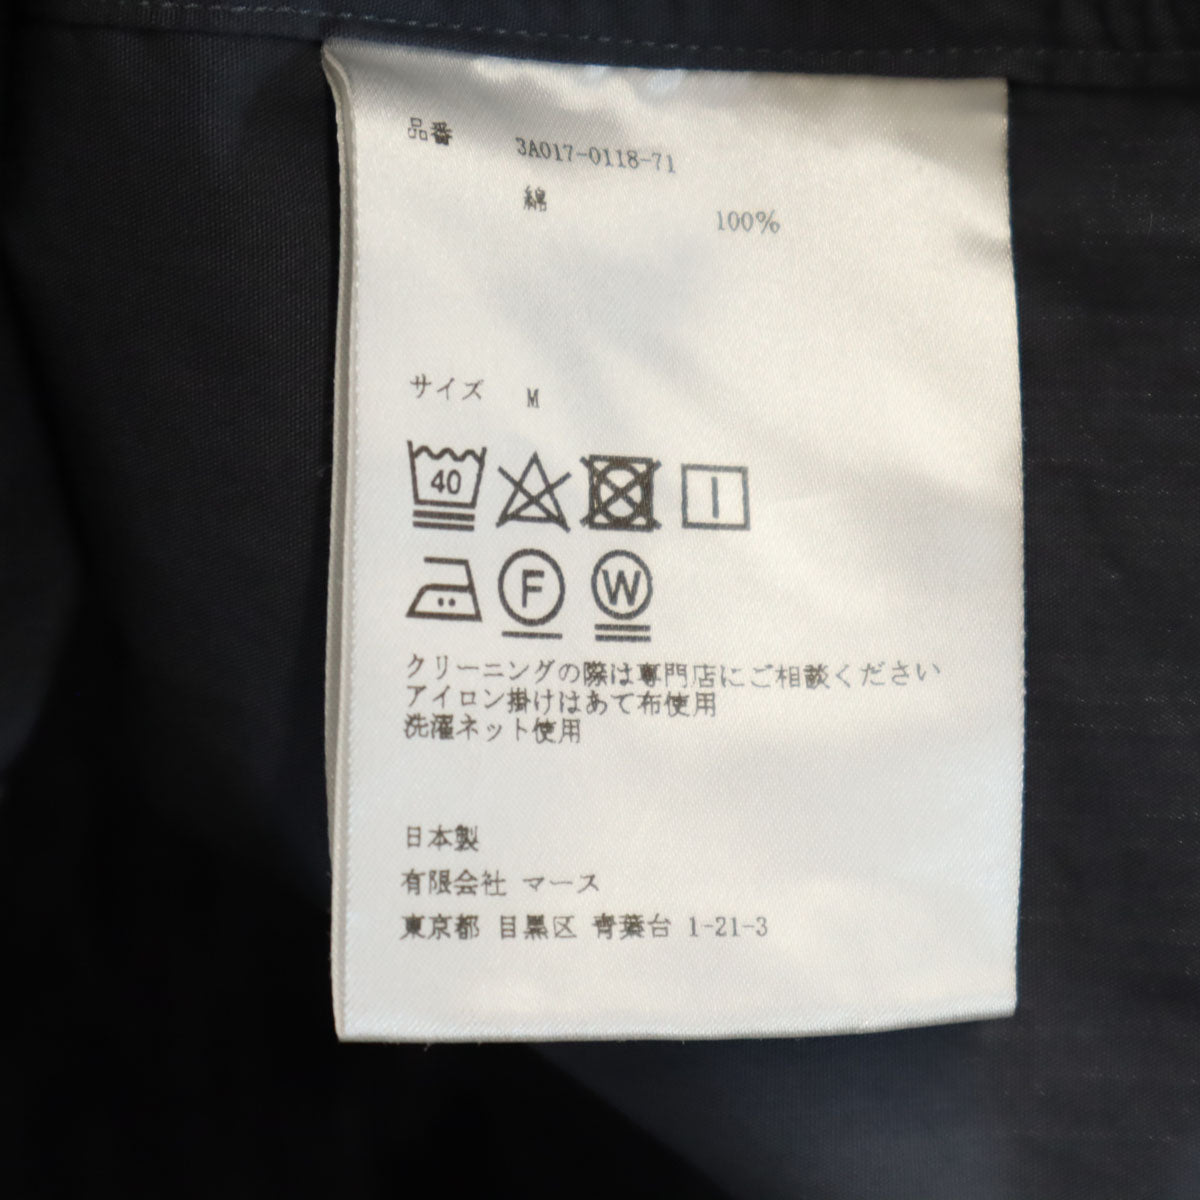 品番 3A017-0118-71
綿 100%
サイズ M
40
F W
クリーニングの際は専門店にご相談ください
アイロン掛けはあて布使用
洗濯ネット使用
日本製
有限会社 マース
東京都 目黒区 青葉台 1-21-3